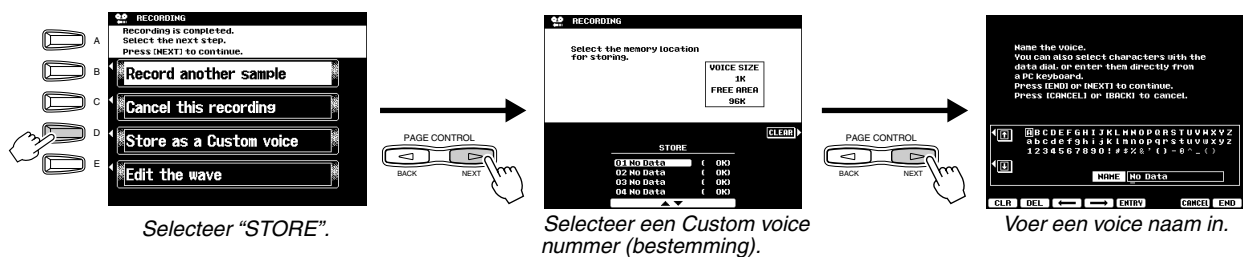 RECORDING
Recording is completed.
Select the next step.
Press [NEXT] to continue.
A
B
Record another sample
C
Cancel this recording
D
Store as a Custom voice
E
Edit the wave
Selecteer “STORE”.
PAGE CONTROL
BACK NEXT
RECORDING
Select the memory location
for storing.
VOICE SIZE
1K
FREE AREA
96K
CLEAR
STORE
01 No Data ( 0K)
02 No Data ( 0K)
03 No Data ( 0K)
04 No Data ( 0K)
Selecteer een Custom voice
nummer (bestemming).
PAGE CONTROL
BACK NEXT
Name the voice.
You can also select characters with the
data dial, or enter them directly from
a PC keyboard.
Press [END] or [NEXT] to continue.
Press [CANCEL] or [BACK] to cancel.
ABCDEFGHIJKLMNOPQRSTUVWXYZ
abcdefghijklmnopqrstuvwxyz
1234567890!#$%&'()-@^_{}
NAME No Data
CLR DEL ← → ENTRY CANCEL END
Voer een voice naam in.